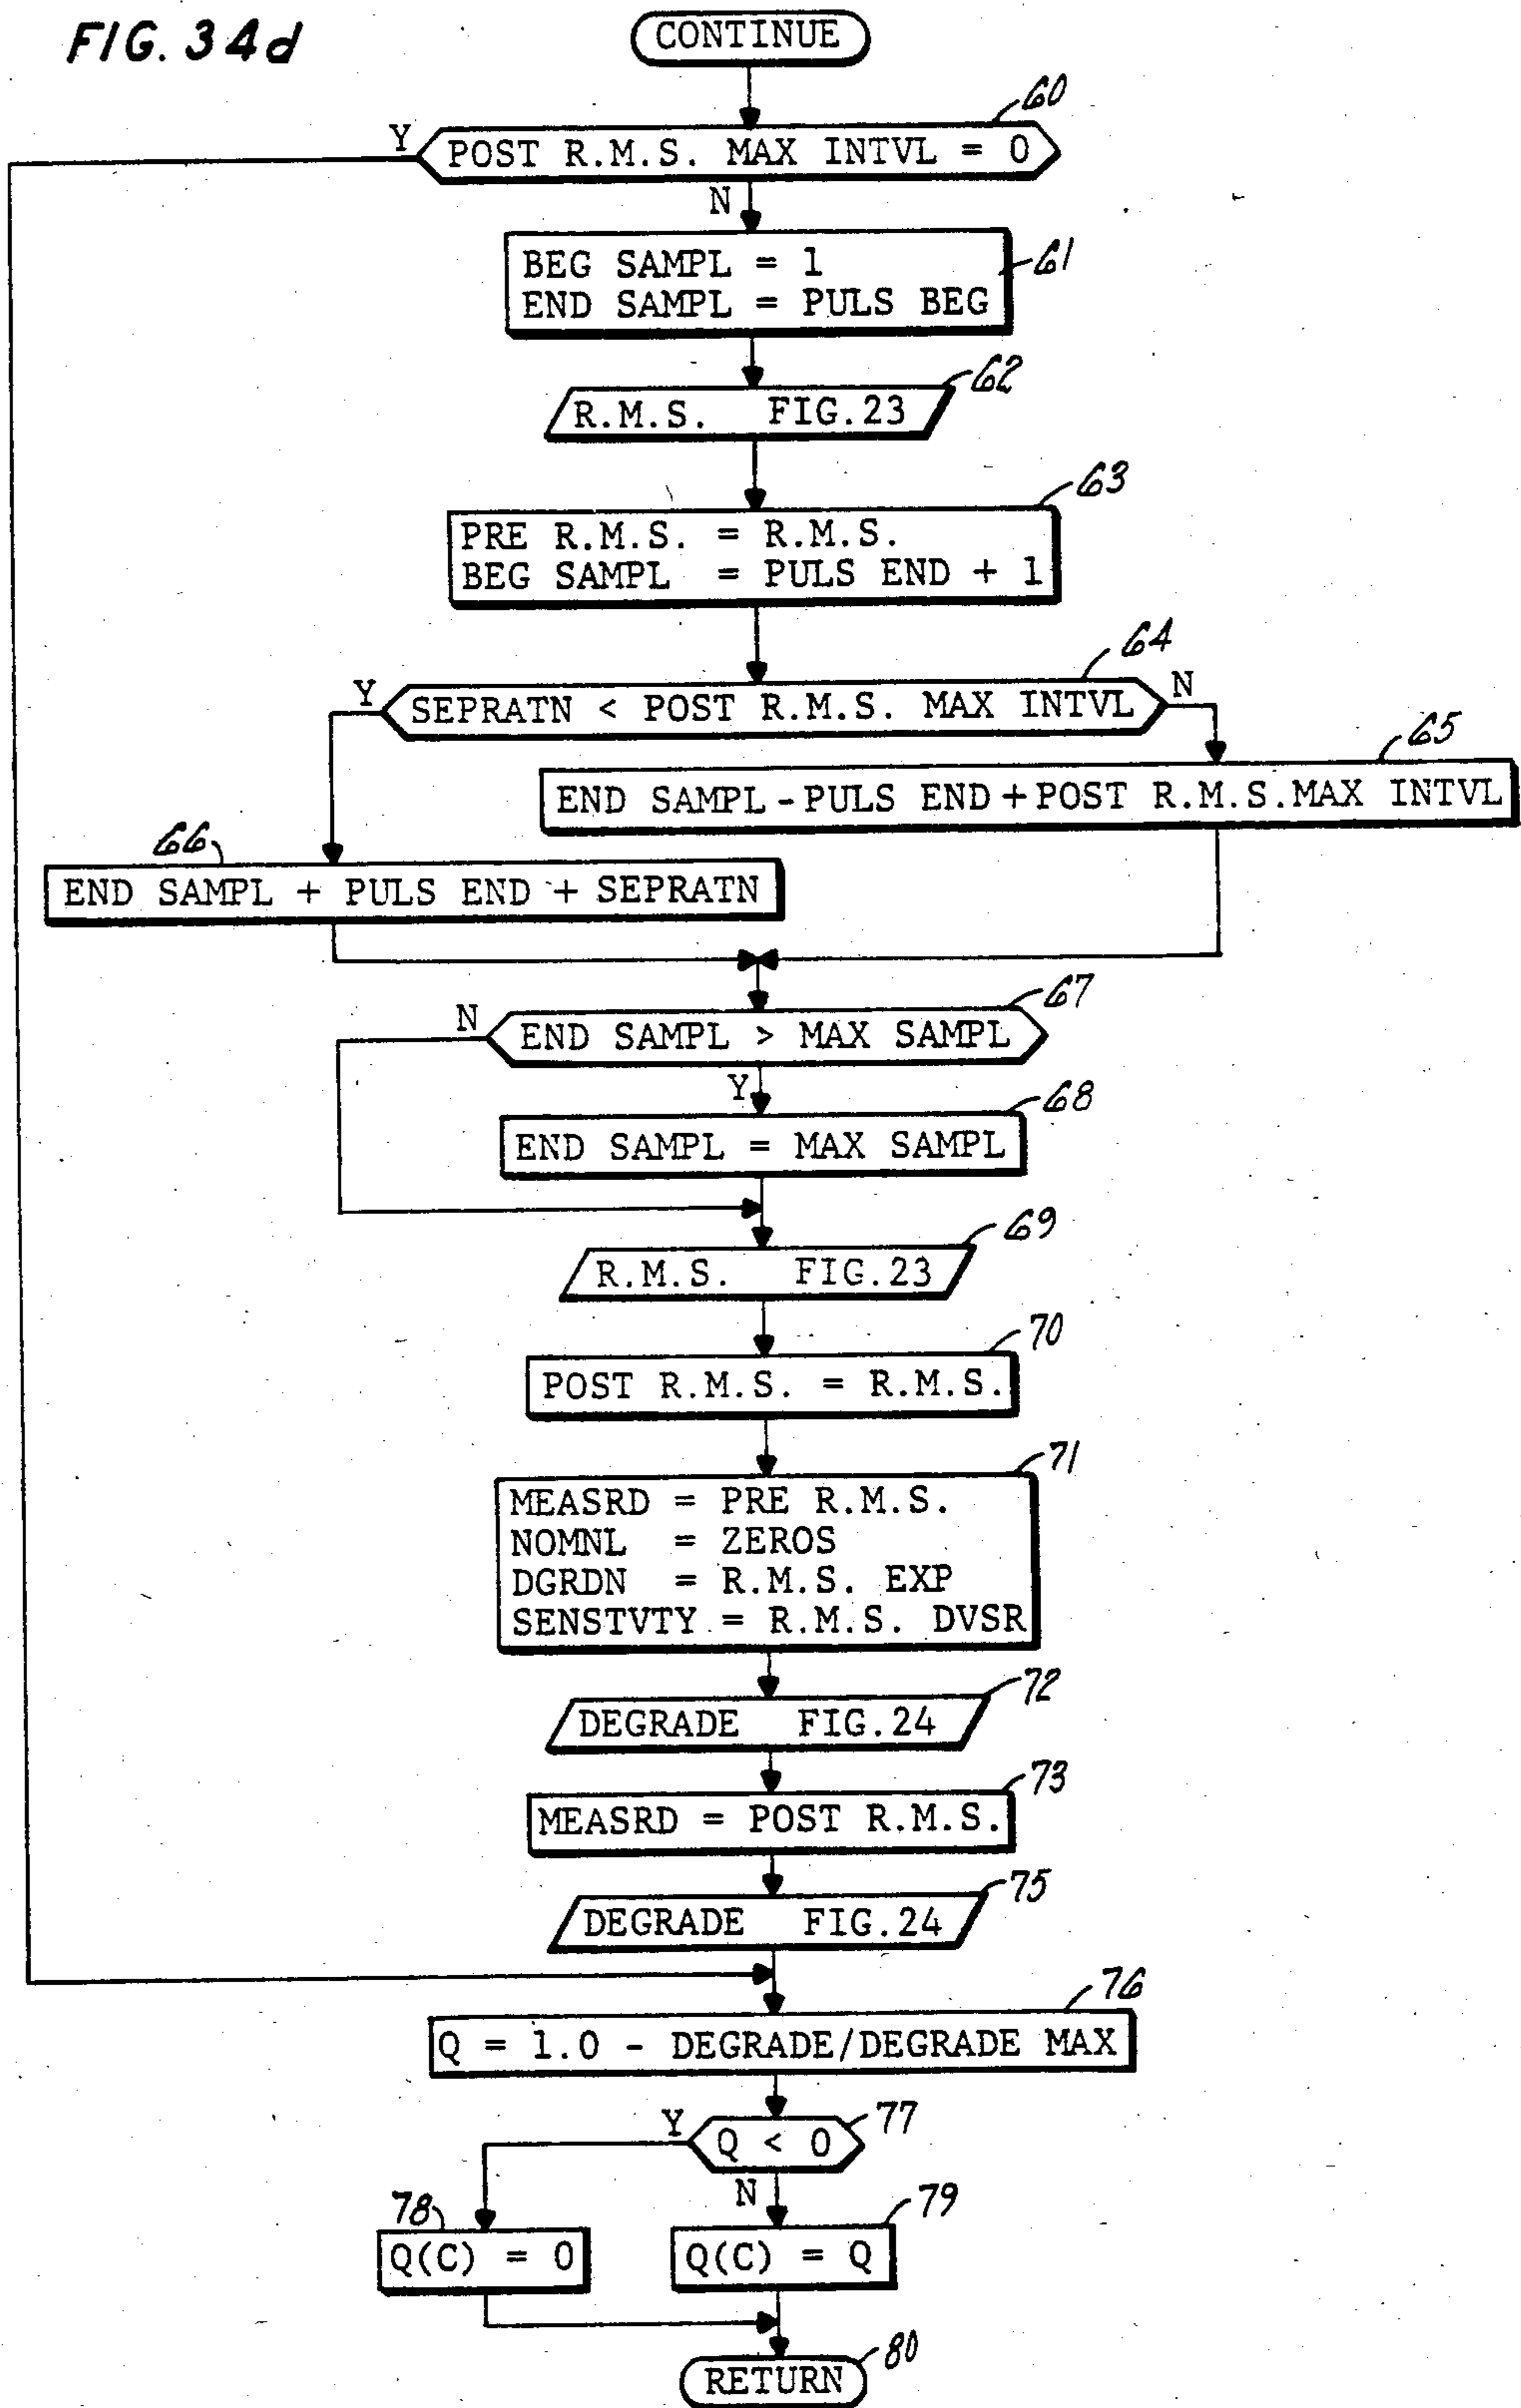 FIG. 34d
CONTINUE
60
Y
POST R.M.S. MAX INTVL = 0
N
61
BEG SAMPL = 1
END SAMPL = PULS BEG
62
R.M.S. FIG.23
63
PRE R.M.S. = R.M.S.
BEG SAMPL = PULS END + 1
64
Y
SEPRATN < POST R.M.S. MAX INTVL
N
65
END SAMPL - PULS END + POST R.M.S.MAX INTVL
66
END SAMPL + PULS END + SEPRATN
67
N
END SAMPL > MAX SAMPL
Y
68
END SAMPL = MAX SAMPL
69
R.M.S. FIG.23
70
POST R.M.S. = R.M.S.
71
MEASRD = PRE R.M.S.
NOMNL = ZEROS
DGRDN = R.M.S. EXP
SENSTVTY = R.M.S. DVSR
72
DEGRADE FIG.24
73
MEASRD = POST R.M.S.
75
DEGRADE FIG.24
76
Q = 1.0 - DEGRADE/DEGRADE MAX
77
Y
Q < 0
N
78
Q(C) = 0
79
Q(C) = Q
80
RETURN